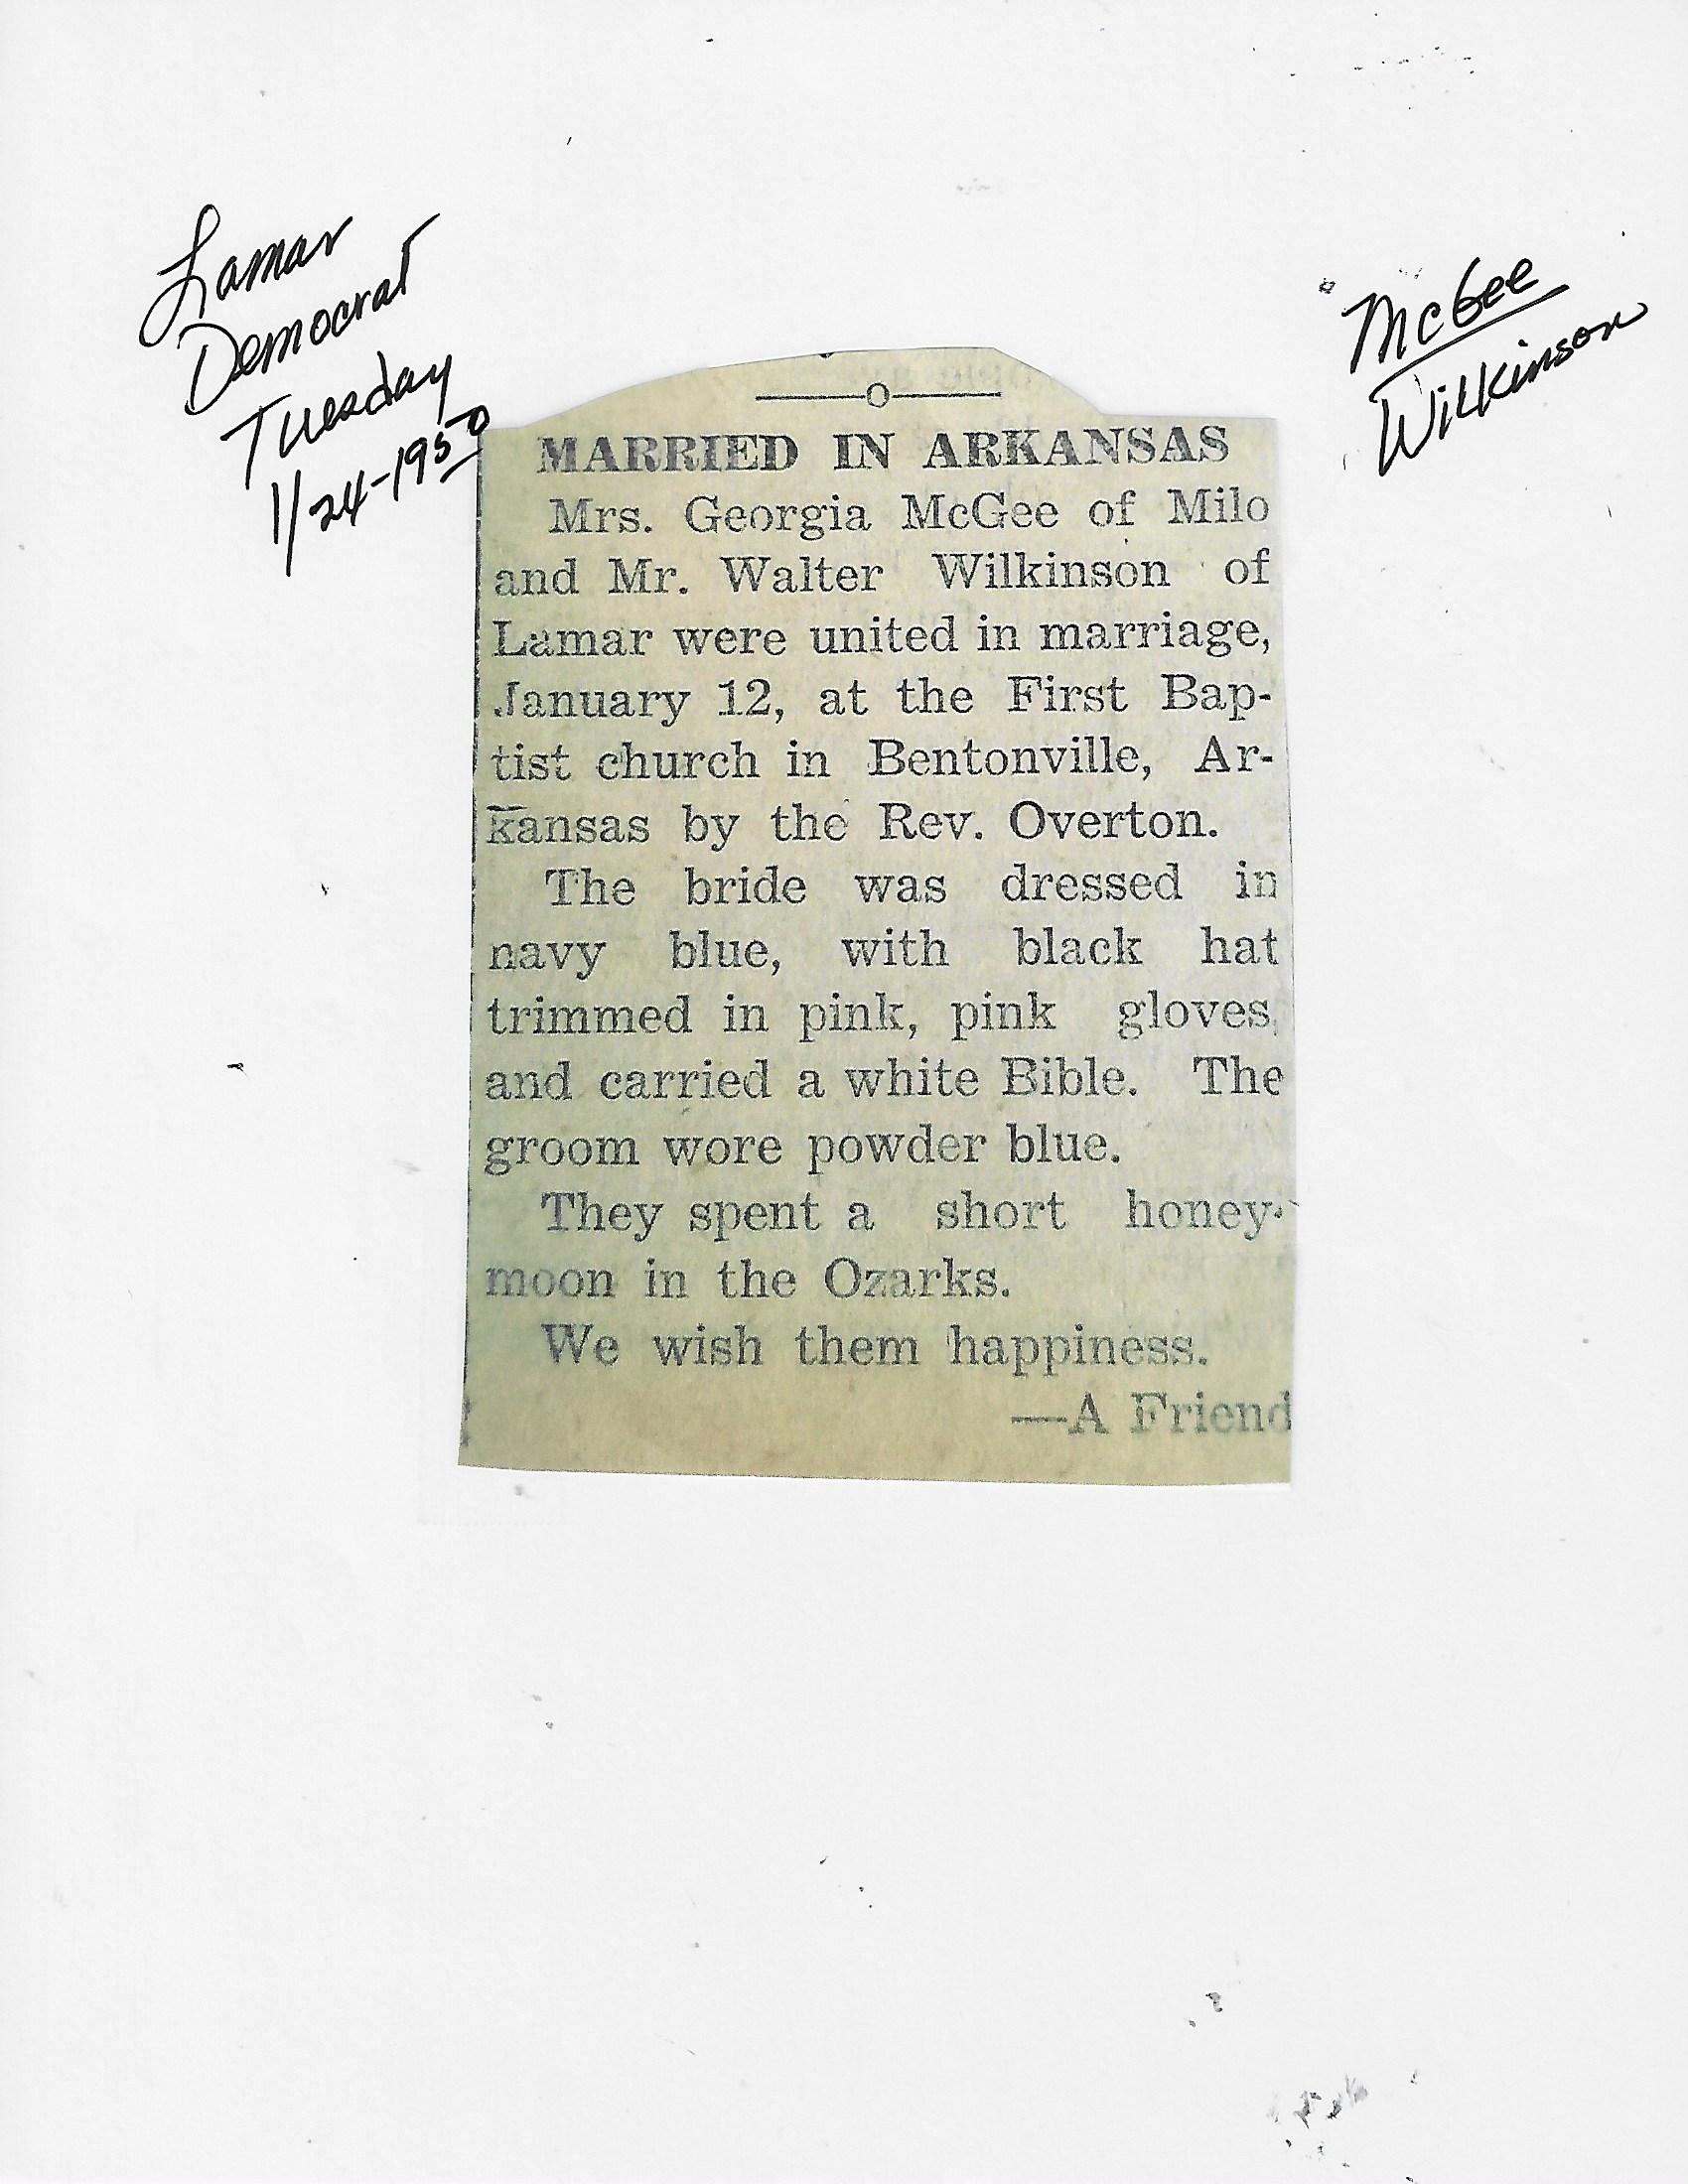 Lamar
Democrat
Tuesday
1/24-1950
McGee
Wilkinson
MARRIED IN ARKANSAS
Mrs. Georgia McGee of Milo
and Mr. Walter Wilkinson of
Lamar were united in marriage,
January 12, at the First Bap-
tist church in Bentonville, Ar-
kansas by the Rev. Overton.
The bride was dressed in
navy blue, with black hat
trimmed in pink, pink gloves,
and carried a white Bible. The
groom wore powder blue.
They spent a short honey-
moon in the Ozarks.
We wish them happiness.
—A Friend